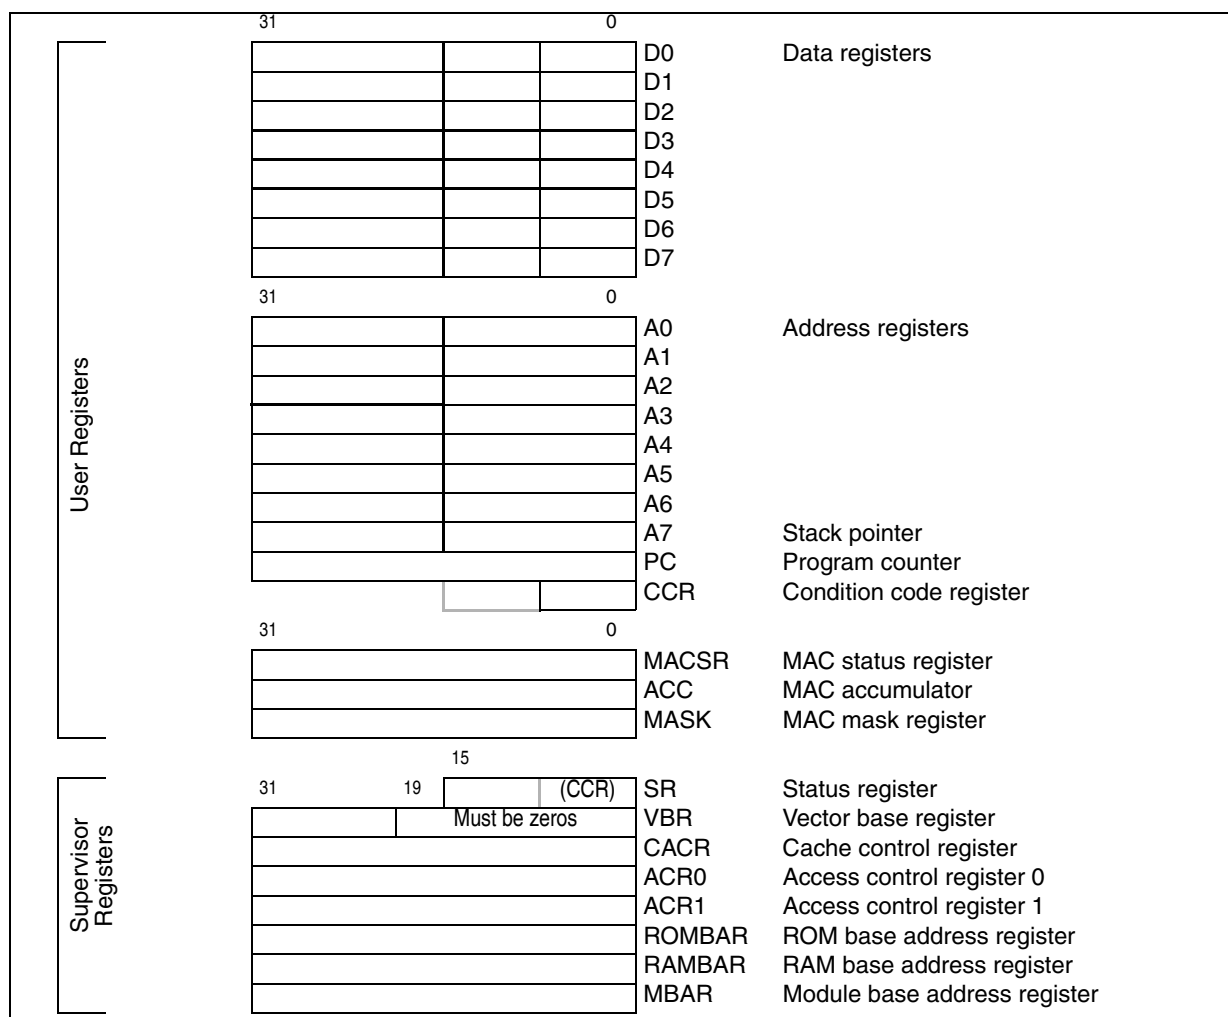 31 0
D0 Data registers
D1
D2
D3
D4
D5
D6
D7
31 0
A0 Address registers
A1
A2
A3
A4
A5
A6
A7 Stack pointer
PC Program counter
CCR Condition code register
User Registers
31 0
MACSR MAC status register
ACC MAC accumulator
MASK MAC mask register
15
31 19 (CCR) SR Status register
Must be zeros VBR Vector base register
CACR Cache control register
ACR0 Access control register 0
ACR1 Access control register 1
ROMBAR ROM base address register
RAMBAR RAM base address register
MBAR Module base address register
Supervisor
Registers